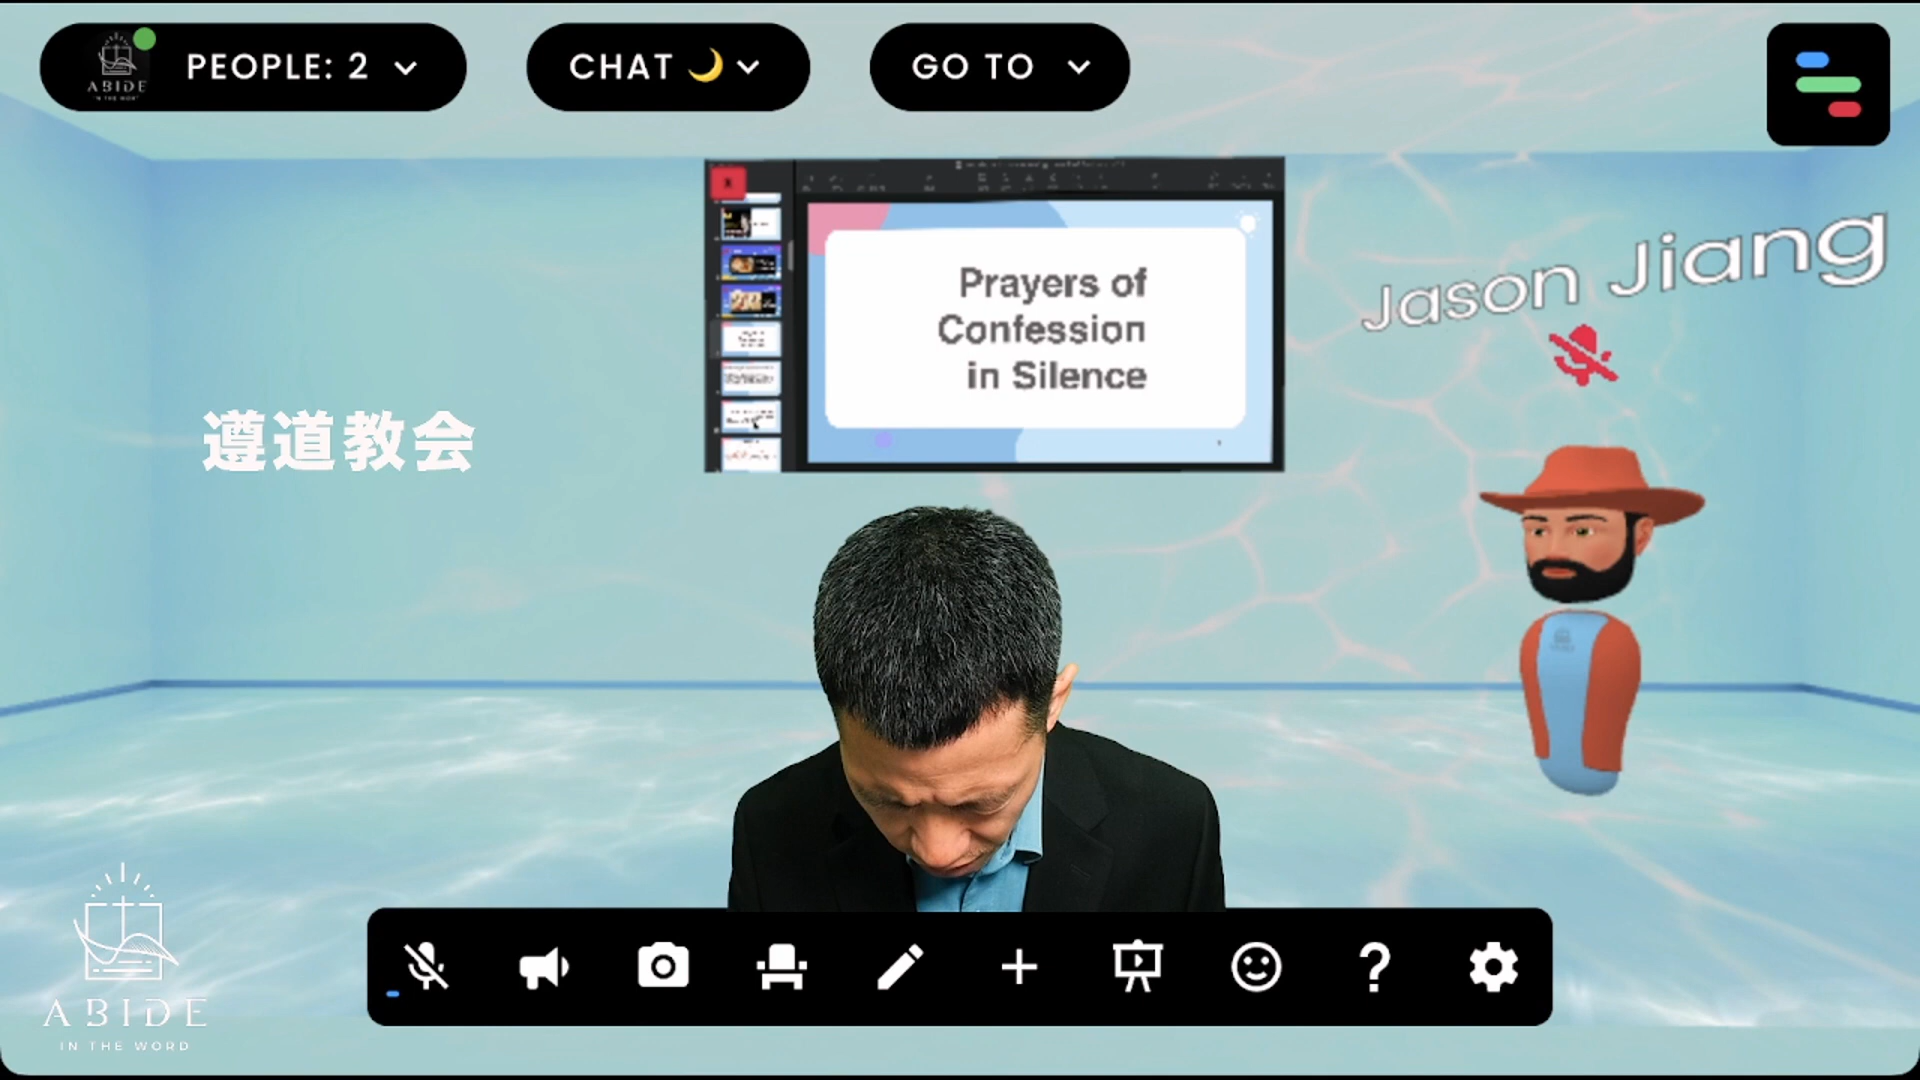 PEOPLE: 2
CHAT
GO TO
ABIDE
Prayers of
Confession
in Silence
Jason Jiang
遵道教会
ABIDE
IN THE WORD